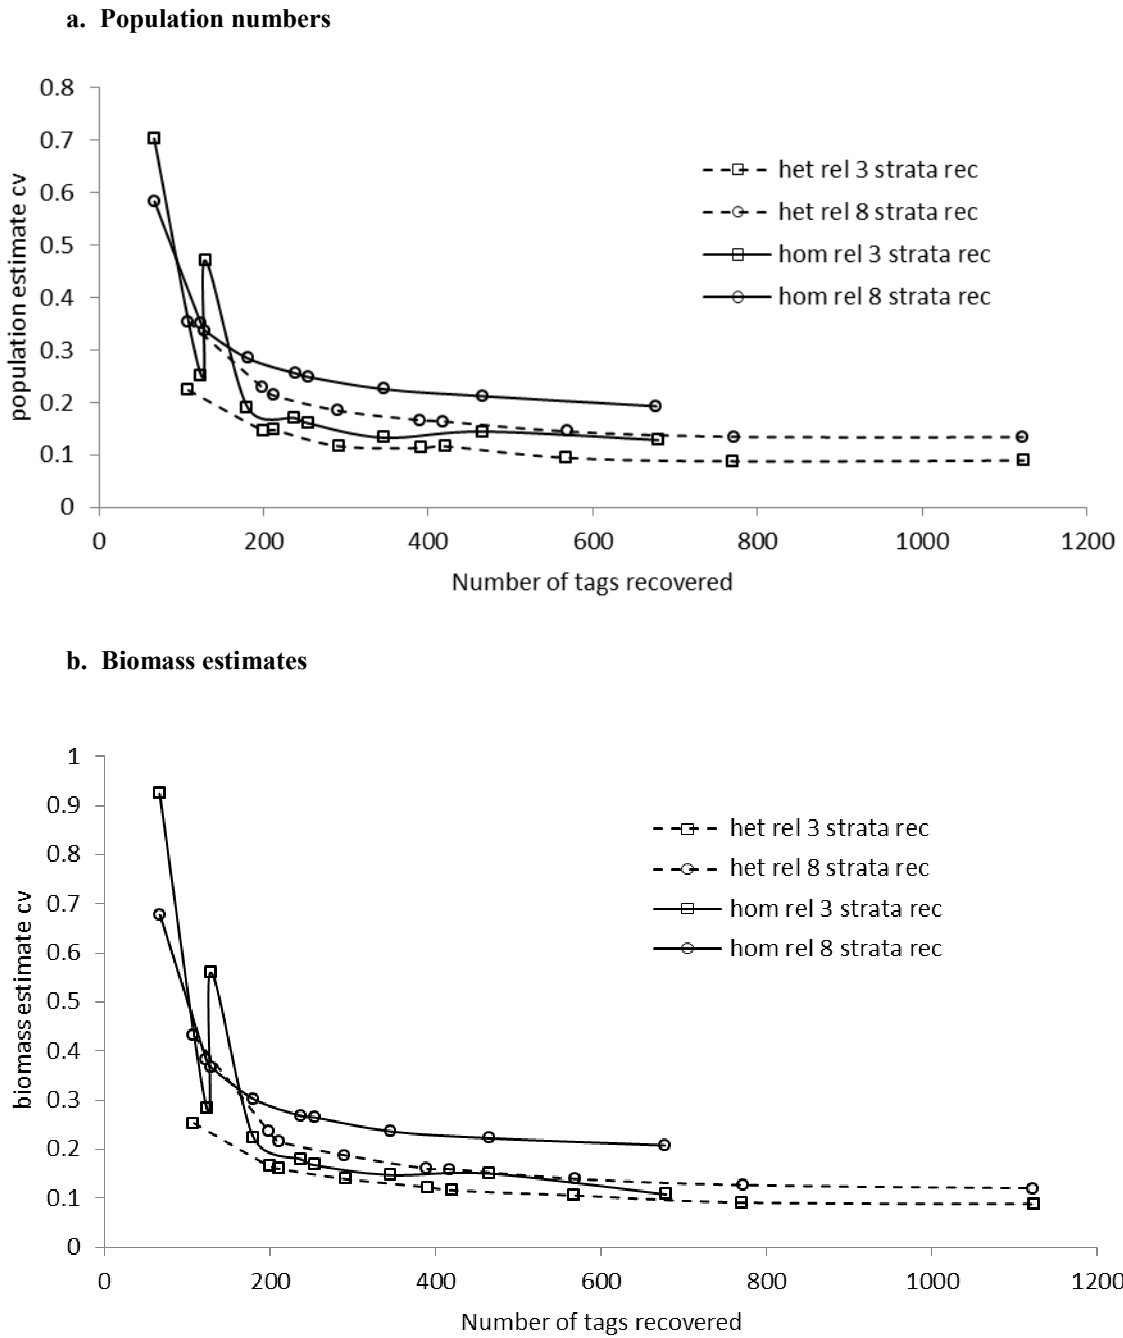 a. Population numbers
0.8
0.7
0.6
0.5
0.4
0.3
0.2
0.1
0
population estimate cv
het rel 3 strata rec
het rel 8 strata rec
hom rel 3 strata rec
hom rel 8 strata rec
0 200 400 600 800 1000 1200
Number of tags recovered
b. Biomass estimates
1
0.9
0.8
0.7
0.6
0.5
0.4
0.3
0.2
0.1
0
biomass estimate cv
het rel 3 strata rec
het rel 8 strata rec
hom rel 3 strata rec
hom rel 8 strata rec
0 200 400 600 800 1000 1200
Number of tags recovered